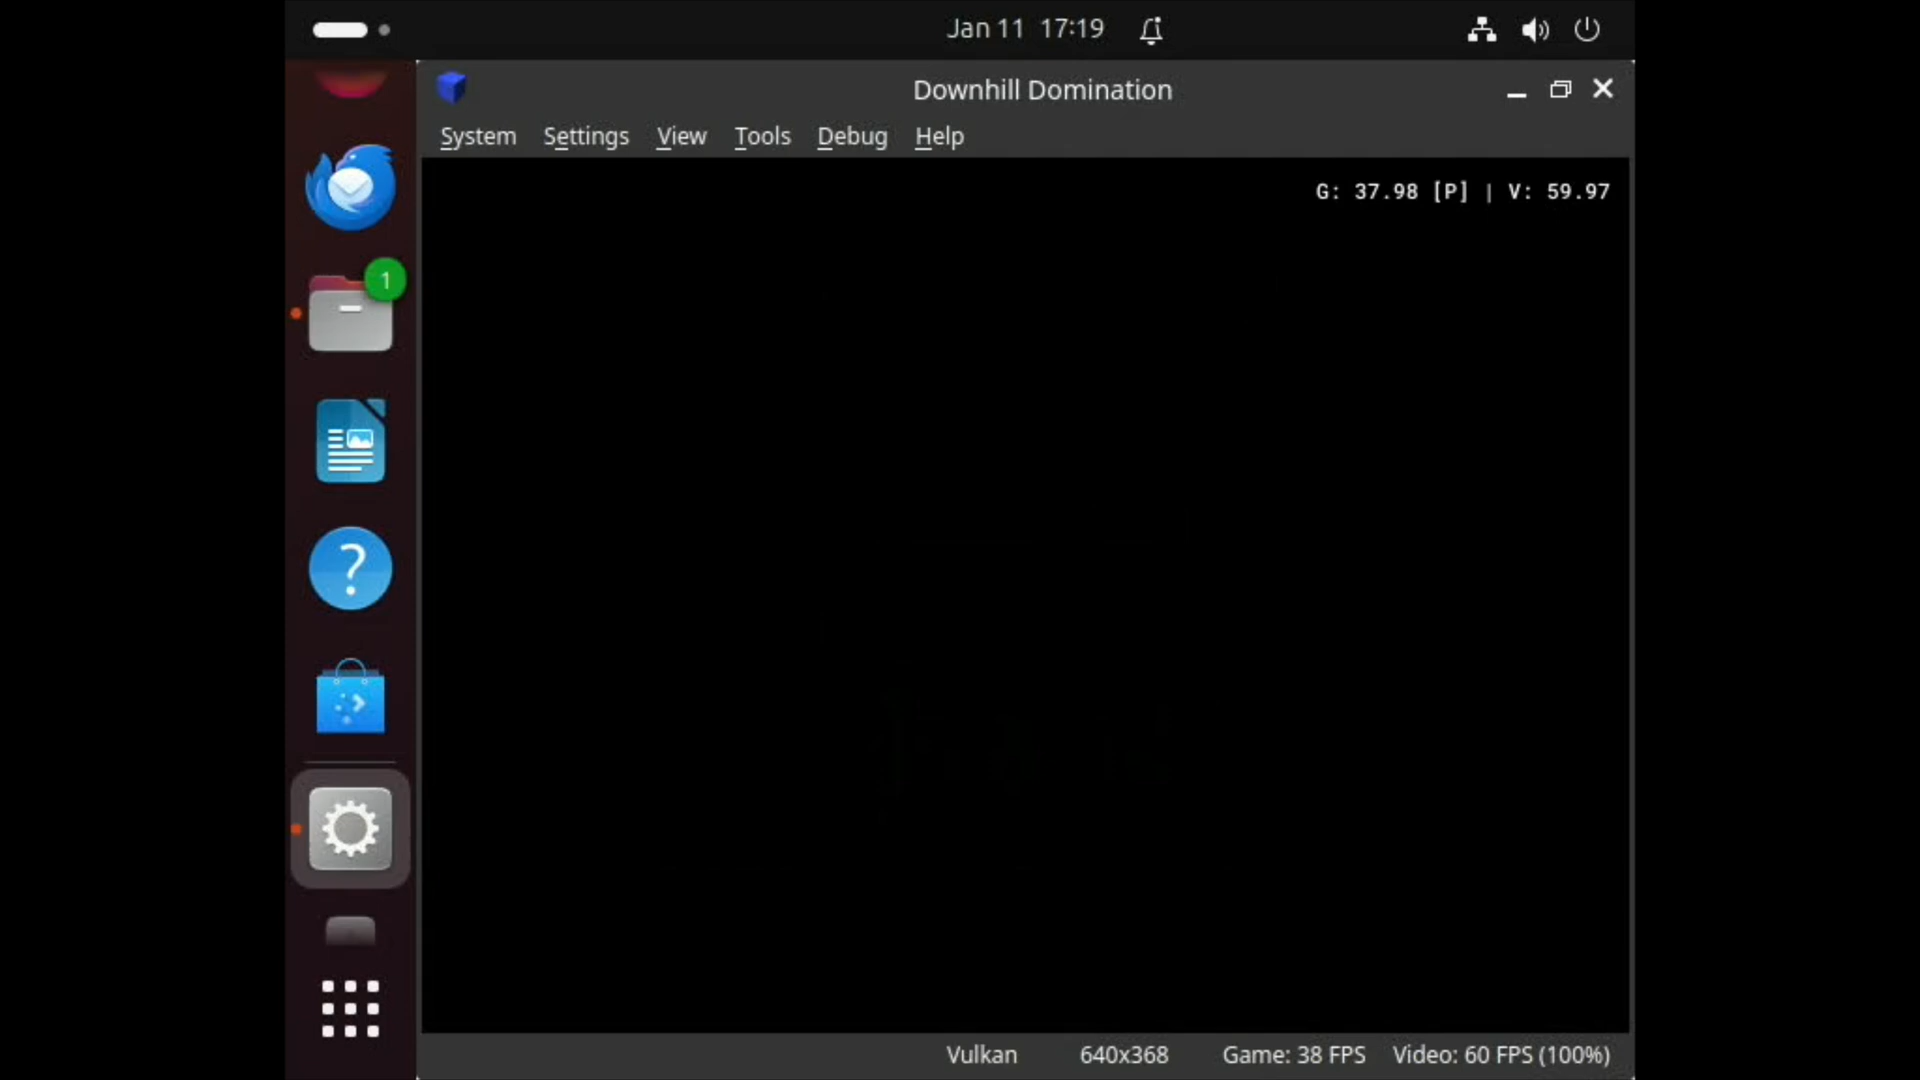 Jan 11 17:19
Downhill Domination
System Settings View Tools Debug Help
G: 37.98 [P] | V: 59.97
1
?
Vulkan 640x368 Game: 38 FPS Video: 60 FPS (100%)